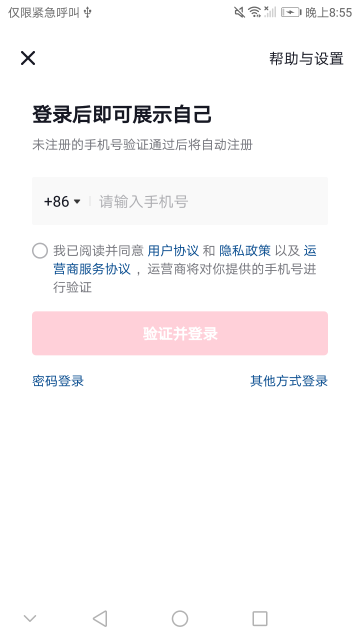 仅限紧急呼叫
晚上8:55
帮助与设置
登录后即可展示自己
未注册的手机号验证通过后将自动注册
+86 请输入手机号
我已阅读并同意 用户协议 和 隐私政策 以及 运
营商服务协议 ，运营商将对你提供的手机号进
行验证
验证并登录
密码登录
其他方式登录